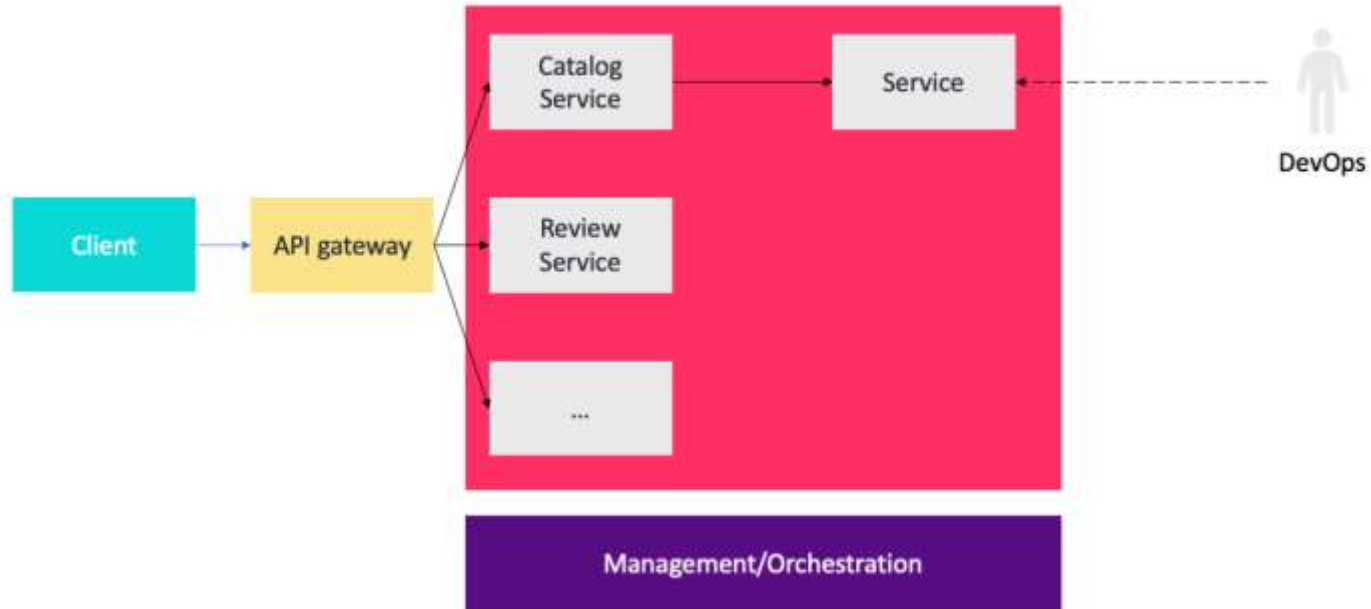 Catalog
Service
Service
DevOps
Client
API gateway
Review
Service
...
Management/Orchestration